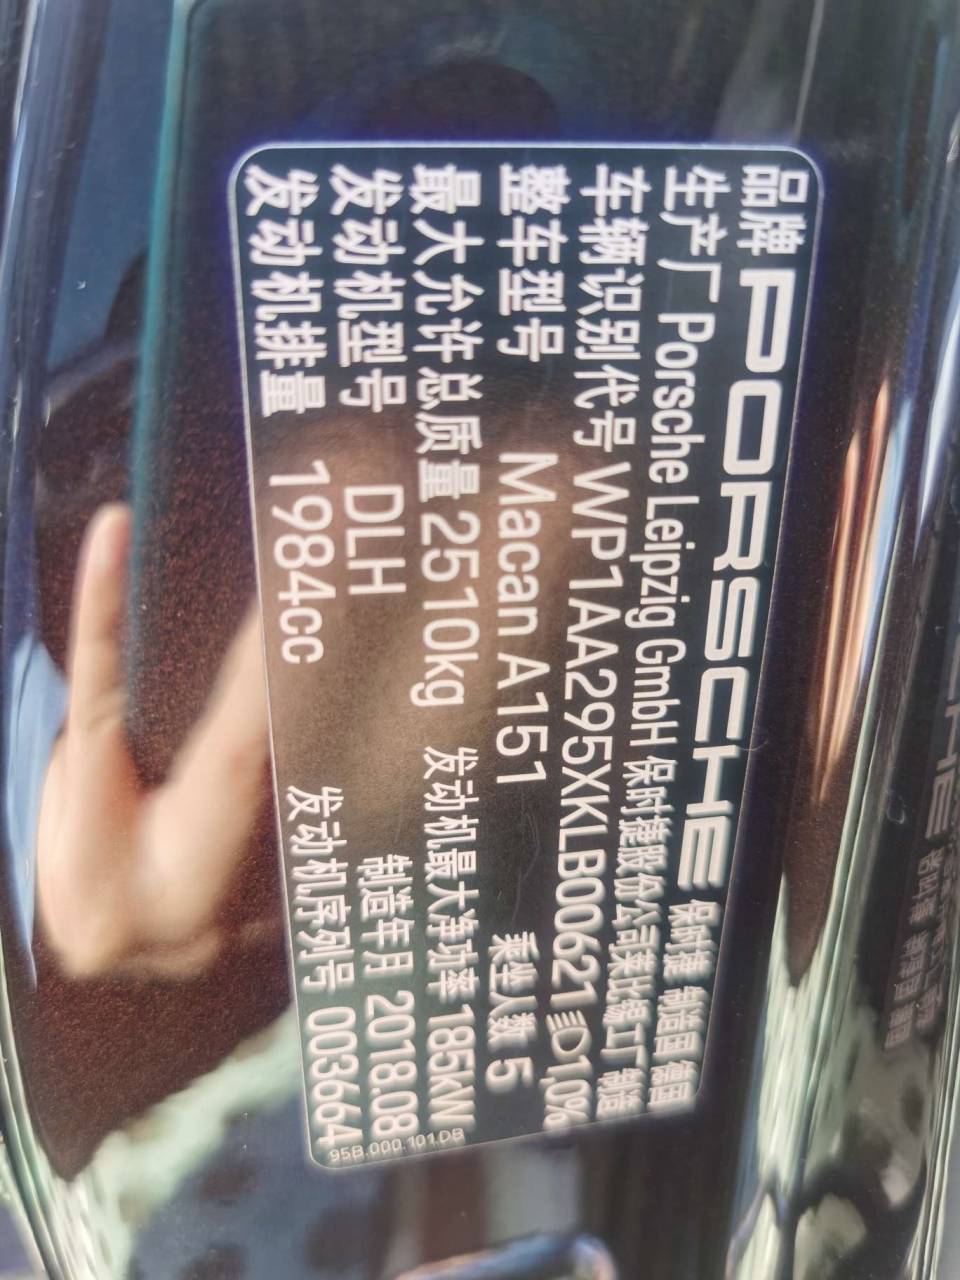 品牌 PORSCHE 保时捷 制造国 德国
生产厂 Porsche Leipzig GmbH 保时捷股份公司莱比锡工厂 制造
车辆识别代号 WP1AA295XKLB00621 1,0%
整车型号 Macan A151 乘坐人数 5
最大允许总质量 2510kg 发动机最大净功率 185kW
发动机型号 DLH 制造年月 2018.08
发动机排量 1984cc 发动机序列号 003664
95B.000.101.DB